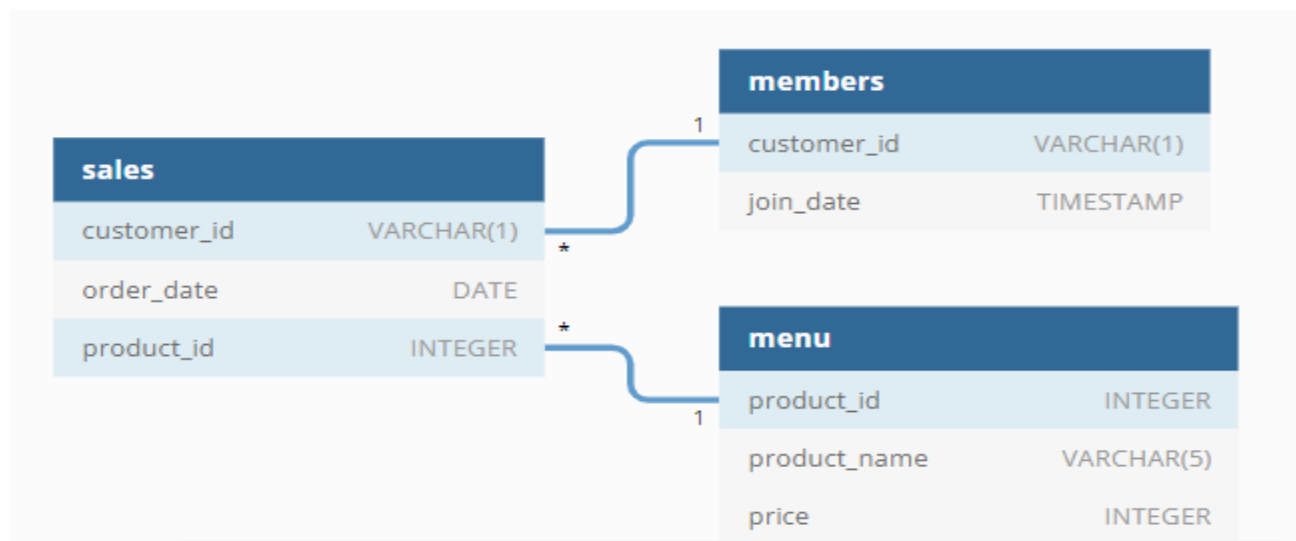 sales
customer_id VARCHAR(1)
order_date DATE
product_id INTEGER
*
*
1
members
customer_id VARCHAR(1)
join_date TIMESTAMP
1
menu
product_id INTEGER
product_name VARCHAR(5)
price INTEGER